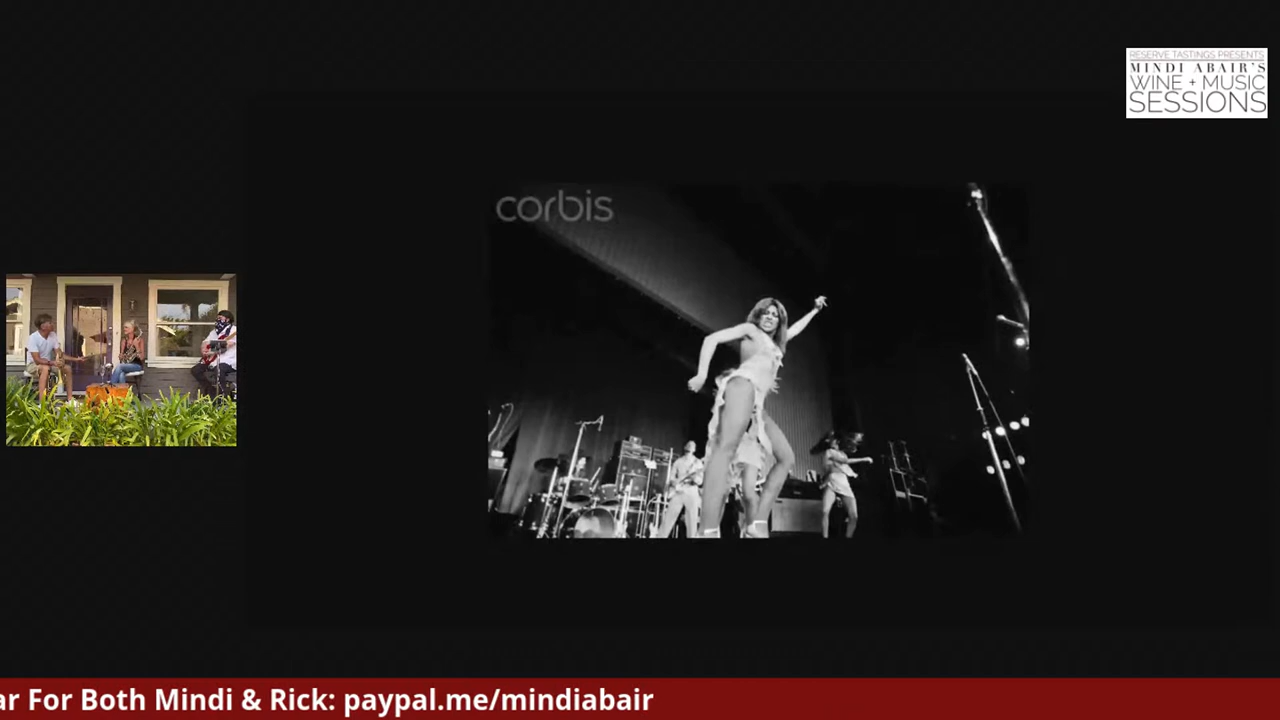 RESERVE TASTINGS PRESENTS
MINDI ABAIR'S
WINE + MUSIC
SESSIONS
corbis
ar For Both Mindi & Rick: paypal.me/mindiabair